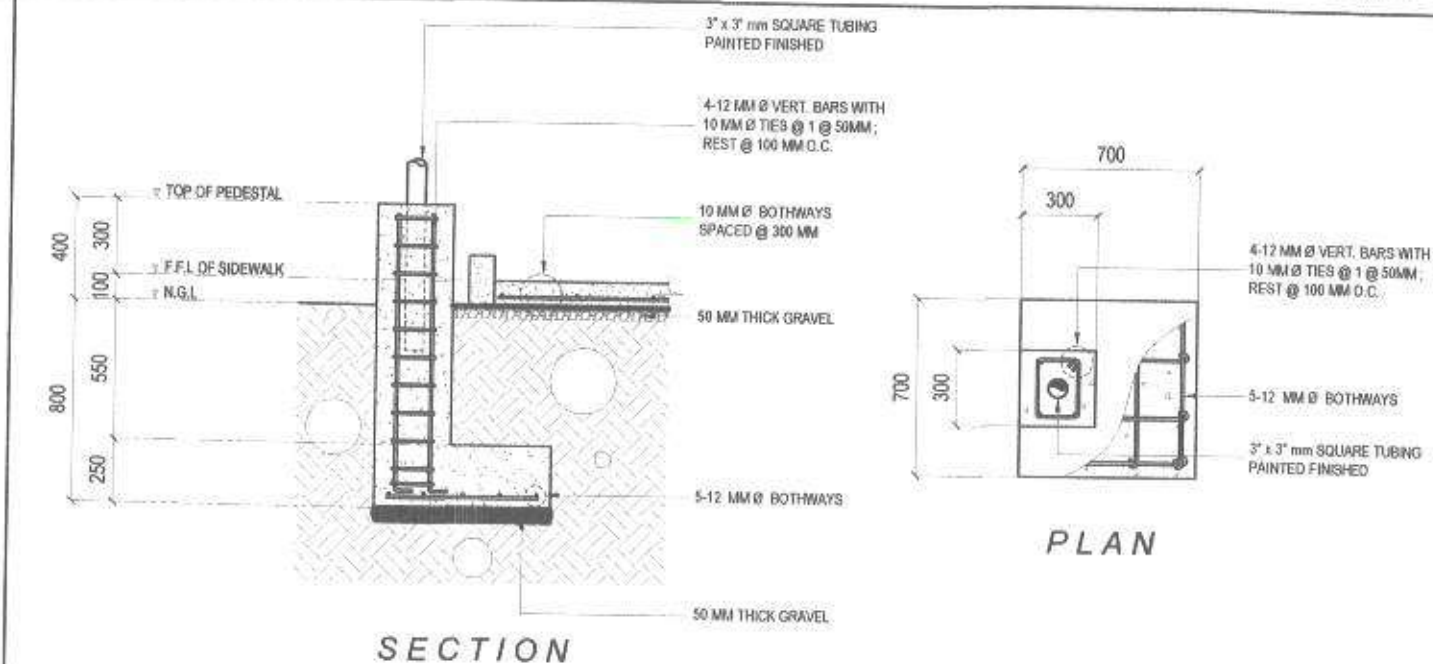 3" x 3" mm SQUARE TUBING
PAINTED FINISHED
4-12 MM Ø VERT. BARS WITH
10 MM Ø TIES @ 1 @ 50MM ;
REST @ 100 MM O.C.
TOP OF PEDESTAL
10 MM Ø BOTHWAYS
SPACED @ 300 MM
400
300
F.F.L OF SIDEWALK
100
N.G.L
50 MM THICK GRAVEL
550
800
250
5-12 MM Ø BOTHWAYS
50 MM THICK GRAVEL
SECTION
700
300
4-12 MM Ø VERT. BARS WITH
10 MM Ø TIES @ 1 @ 50MM ;
REST @ 100 MM O.C.
700
300
5-12 MM Ø BOTHWAYS
3" x 3" mm SQUARE TUBING
PAINTED FINISHED
PLAN